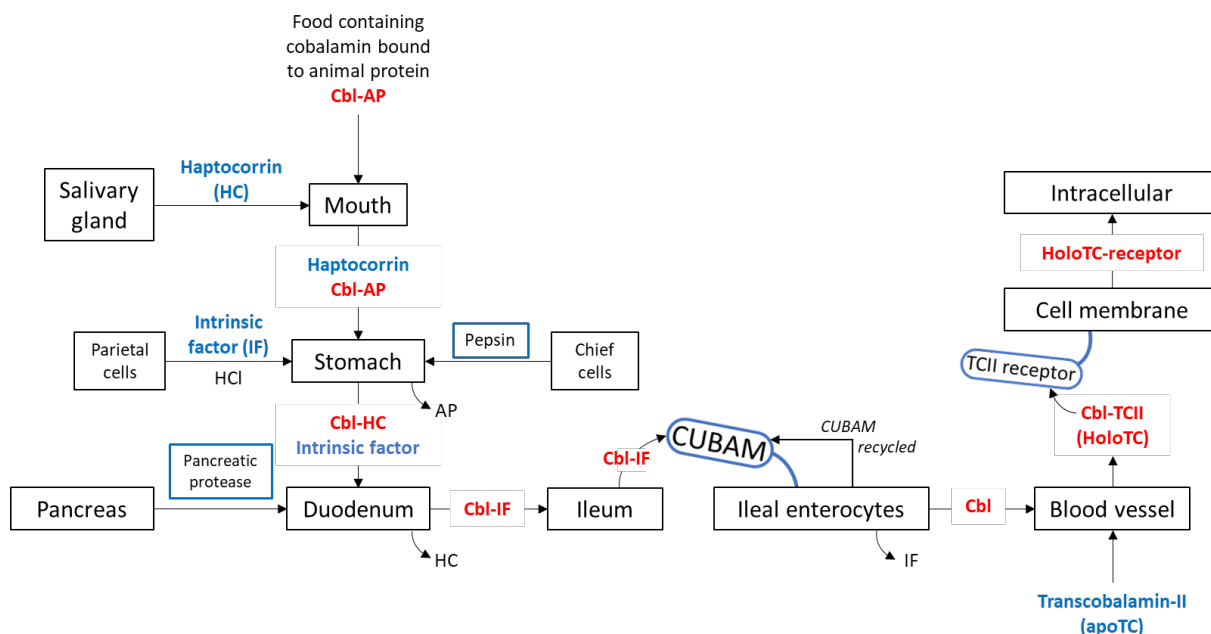 Food containing
cobalamin bound
to animal protein
Cbl-AP
Haptocorrin
(HC)
Salivary
gland
Mouth
Haptocorrin
Cbl-AP
Intrinsic
factor (IF)
HCl
Parietal
cells
Stomach
Pepsin
Chief
cells
AP
Cbl-HC
Intrinsic factor
Pancreatic
protease
Pancreas
Duodenum
HC
Cbl-IF
Ileum
Cbl-IF
CUBAM
CUBAM
recycled
Ileal enterocytes
IF
Cbl
Blood vessel
Transcobalamin-II
(apoTC)
Cbl-TCII
(HoloTC)
TCII receptor
Cell membrane
HoloTC-receptor
Intracellular